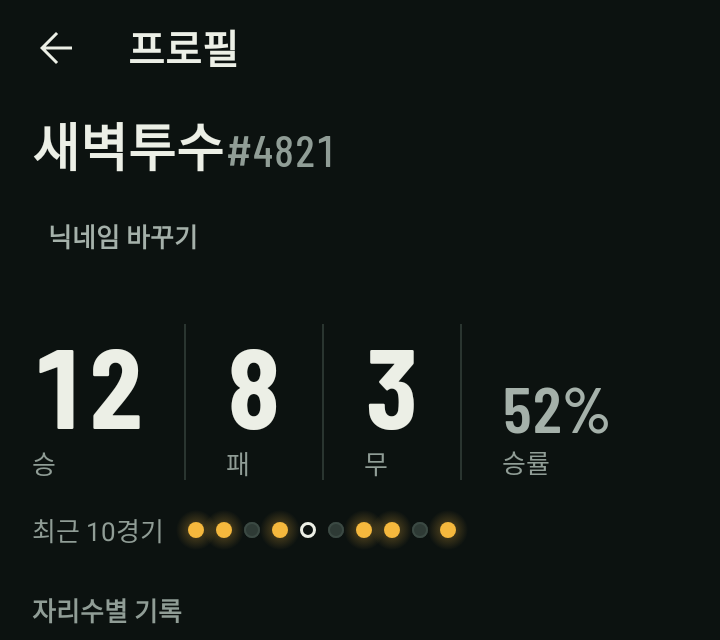 프로필
새벽투수#4821
닉네임 바꾸기
12 8 3 52%
승 패 무 승률
최근 10경기
자리수별 기록